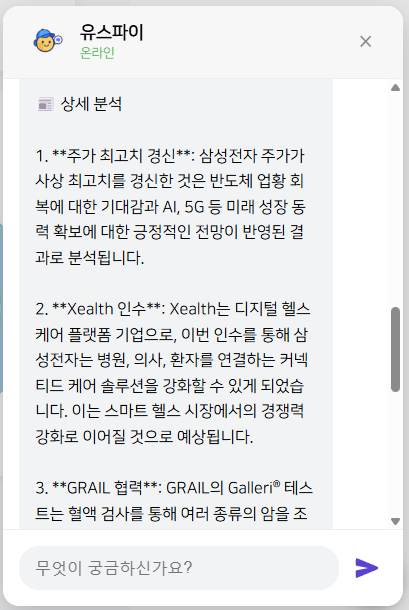 유스파이
온라인
상세 분석
1. **주가 최고치 경신**: 삼성전자 주가가
사상 최고치를 경신한 것은 반도체 업황 회
복에 대한 기대감과 AI, 5G 등 미래 성장 동
력 확보에 대한 긍정적인 전망이 반영된 결
과로 분석됩니다.
2. **Xealth 인수**: Xealth는 디지털 헬스
케어 플랫폼 기업으로, 이번 인수를 통해 삼
성전자는 병원, 의사, 환자를 연결하는 커넥
티드 케어 솔루션을 강화할 수 있게 되었습
니다. 이는 스마트 헬스 시장에서의 경쟁력
강화로 이어질 것으로 예상됩니다.
3. **GRAIL 협력**: GRAIL의 Galleri® 테스
트는 혈액 검사를 통해 여러 종류의 암을 조
무엇이 궁금하신가요?